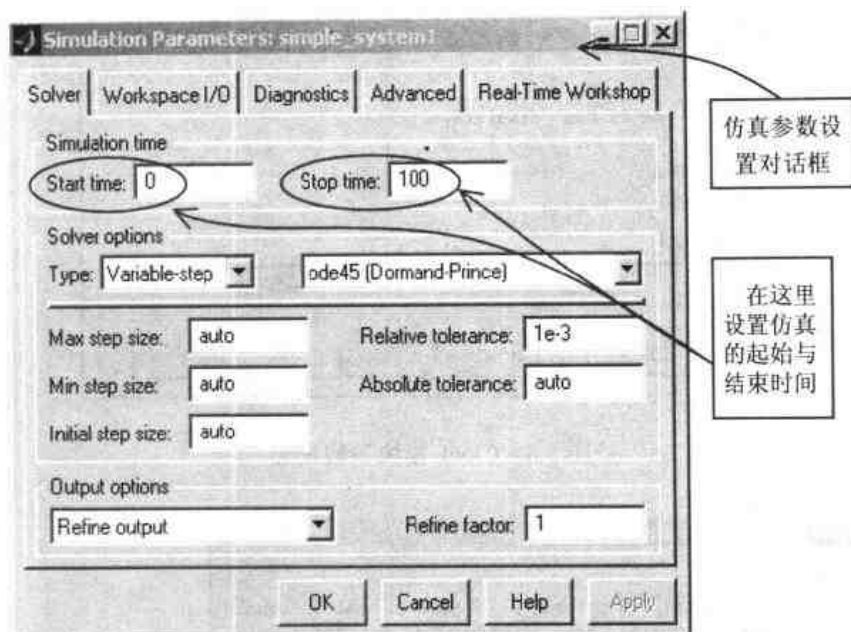 Simulation Parameters: simple_system1
Solver Workspace I/O Diagnostics Advanced Real-Time Workshop
Simulation time
Start time: 0 Stop time: 100
Solver options
Type: Variable-step ode45 (Dormand-Prince)
Max step size: auto Relative tolerance: 1e-3
Min step size: auto Absolute tolerance: auto
Initial step size: auto
Output options
Refine output Refine factor: 1
OK Cancel Help Apply
仿真参数设
置对话框
在这里
设置仿真
的起始与
结束时间